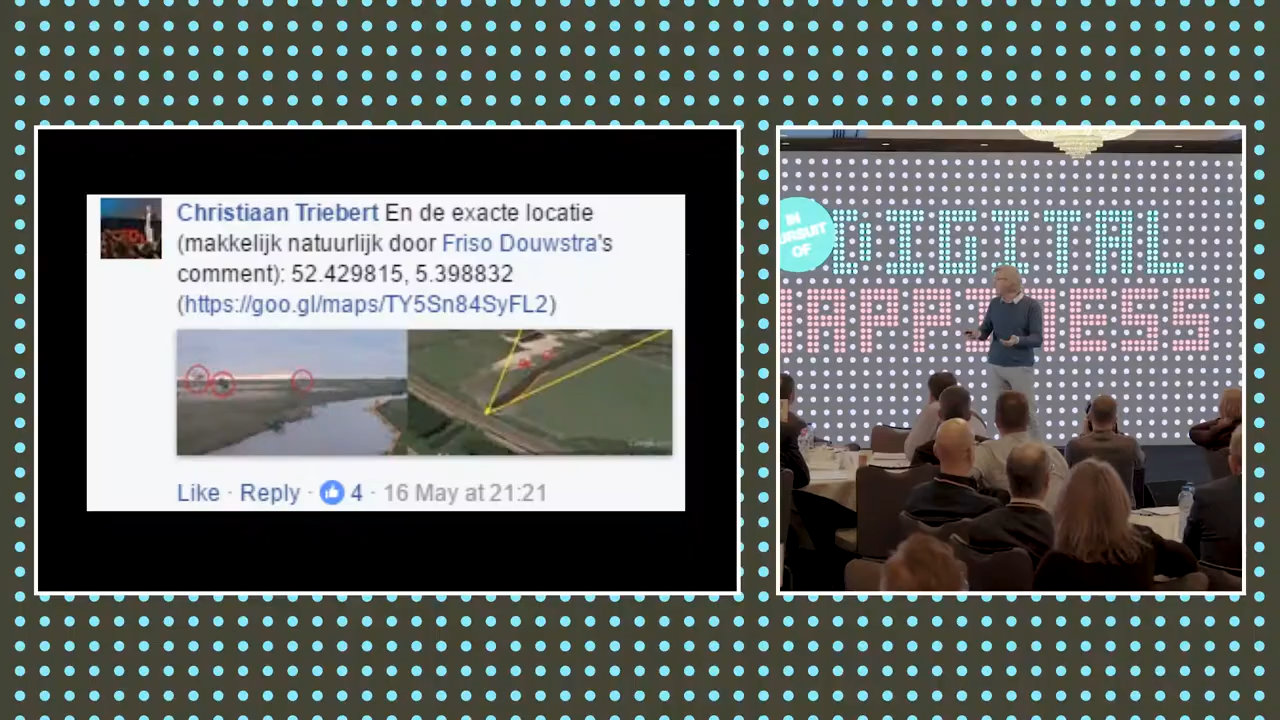 Christiaan Triebert En de exacte locatie
(makkelijk natuurlijk door Friso Douwstra's
comment): 52.429815, 5.398832
(https://goo.gl/maps/TY5Sn84SyFL2)
Like · Reply · 4 · 16 May at 21:21
IN
PURSUIT
OF
DIGITAL
HAPPINESS